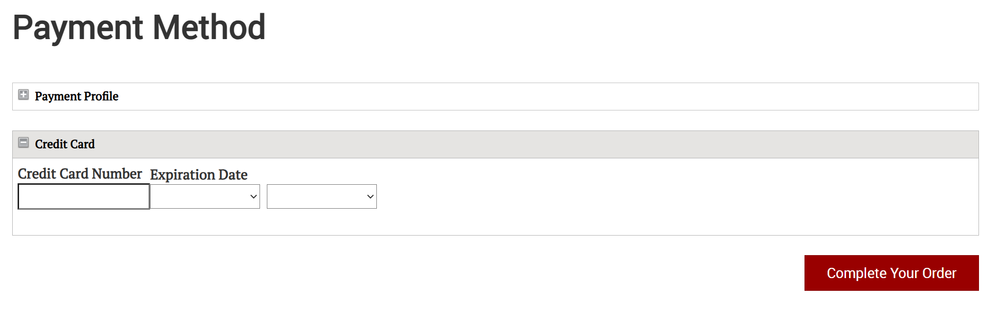 Payment Method
Payment Profile
Credit Card
Credit Card Number Expiration Date
Complete Your Order